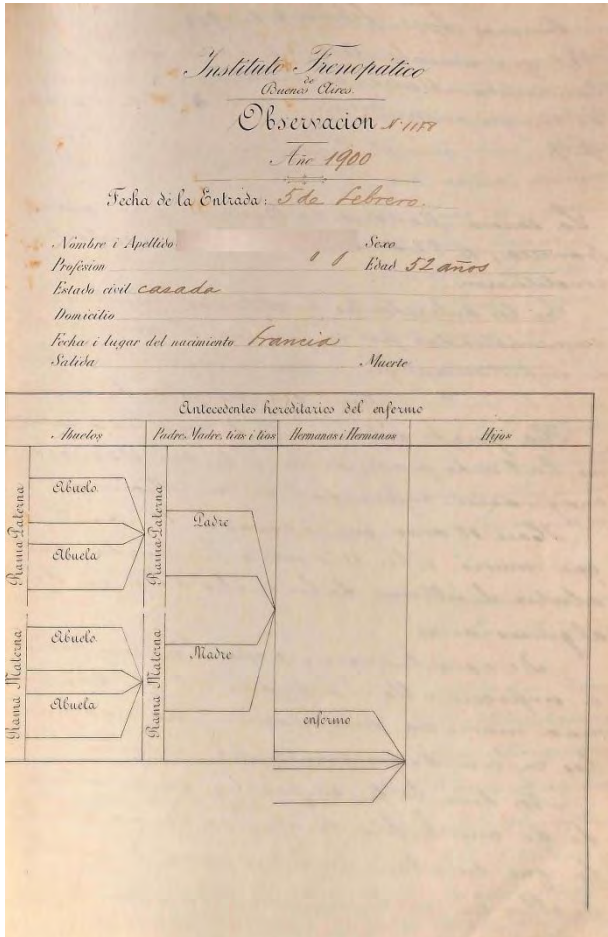 Instituto Frenopático
de
Buenos Aires.
Observacion N. 1178
Año 1900
Fecha de la Entrada: 5 de Febrero.
Nombre i Apellido Sexo
Profesion Edad 52 años
Estado civil casada
Domicilio
Fecha i lugar del nacimiento Francia
Salida Muerte
Antecedentes hereditarios del enfermo
Abuelos Padre, Madre, tias i tios Hermanas i Hermanos Hijos
Rama Paterna
Abuelo
Abuela
Rama Paterna
Padre
Rama Materna
Abuelo
Abuela
Rama Materna
Madre
enfermo